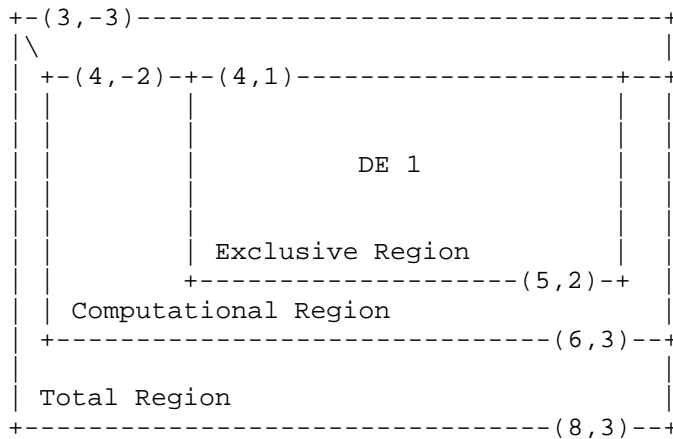 (3,-3)
(4,-2) (4,1)
DE 1
Exclusive Region
(5,2)
Computational Region
(6,3)
Total Region
(8,3)